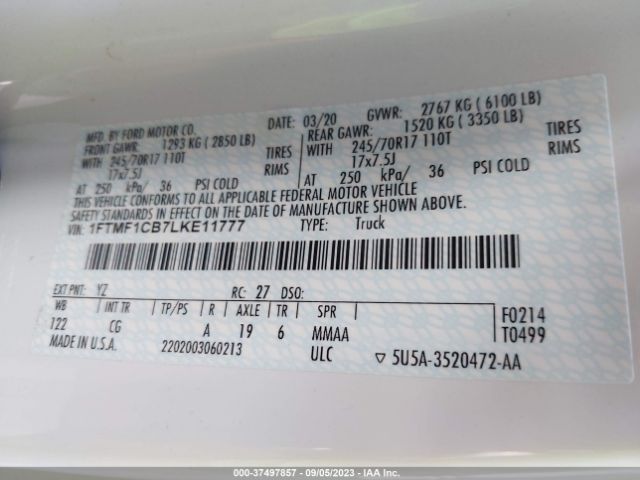 MFD. BY FORD MOTOR CO.
DATE: 03/20 GVWR: 2767 KG ( 6100 LB)
FRONT GAWR: 1293 KG ( 2850 LB) REAR GAWR: 1520 KG ( 3350 LB)
WITH 245/70R17 110T TIRES WITH 245/70R17 110T TIRES
17x7.5J RIMS 17x7.5J RIMS
AT 250 kPa/ 36 PSI COLD AT 250 kPa/ 36 PSI COLD
THIS VEHICLE CONFORMS TO ALL APPLICABLE FEDERAL MOTOR VEHICLE
SAFETY STANDARDS IN EFFECT ON THE DATE OF MANUFACTURE SHOWN ABOVE.
VIN: 1FTMF1CB7LKE11777 TYPE: Truck
EXT PNT: YZ RC: 27 DSO:
WB INT TR TP/PS R AXLE TR SPR F0214
122 CG A 19 6 MMAA T0499
MADE IN U.S.A. 2202003060213 ULC ▽ 5U5A-3520472-AA
000-37497857 - 09/05/2023 - IAAI.COM